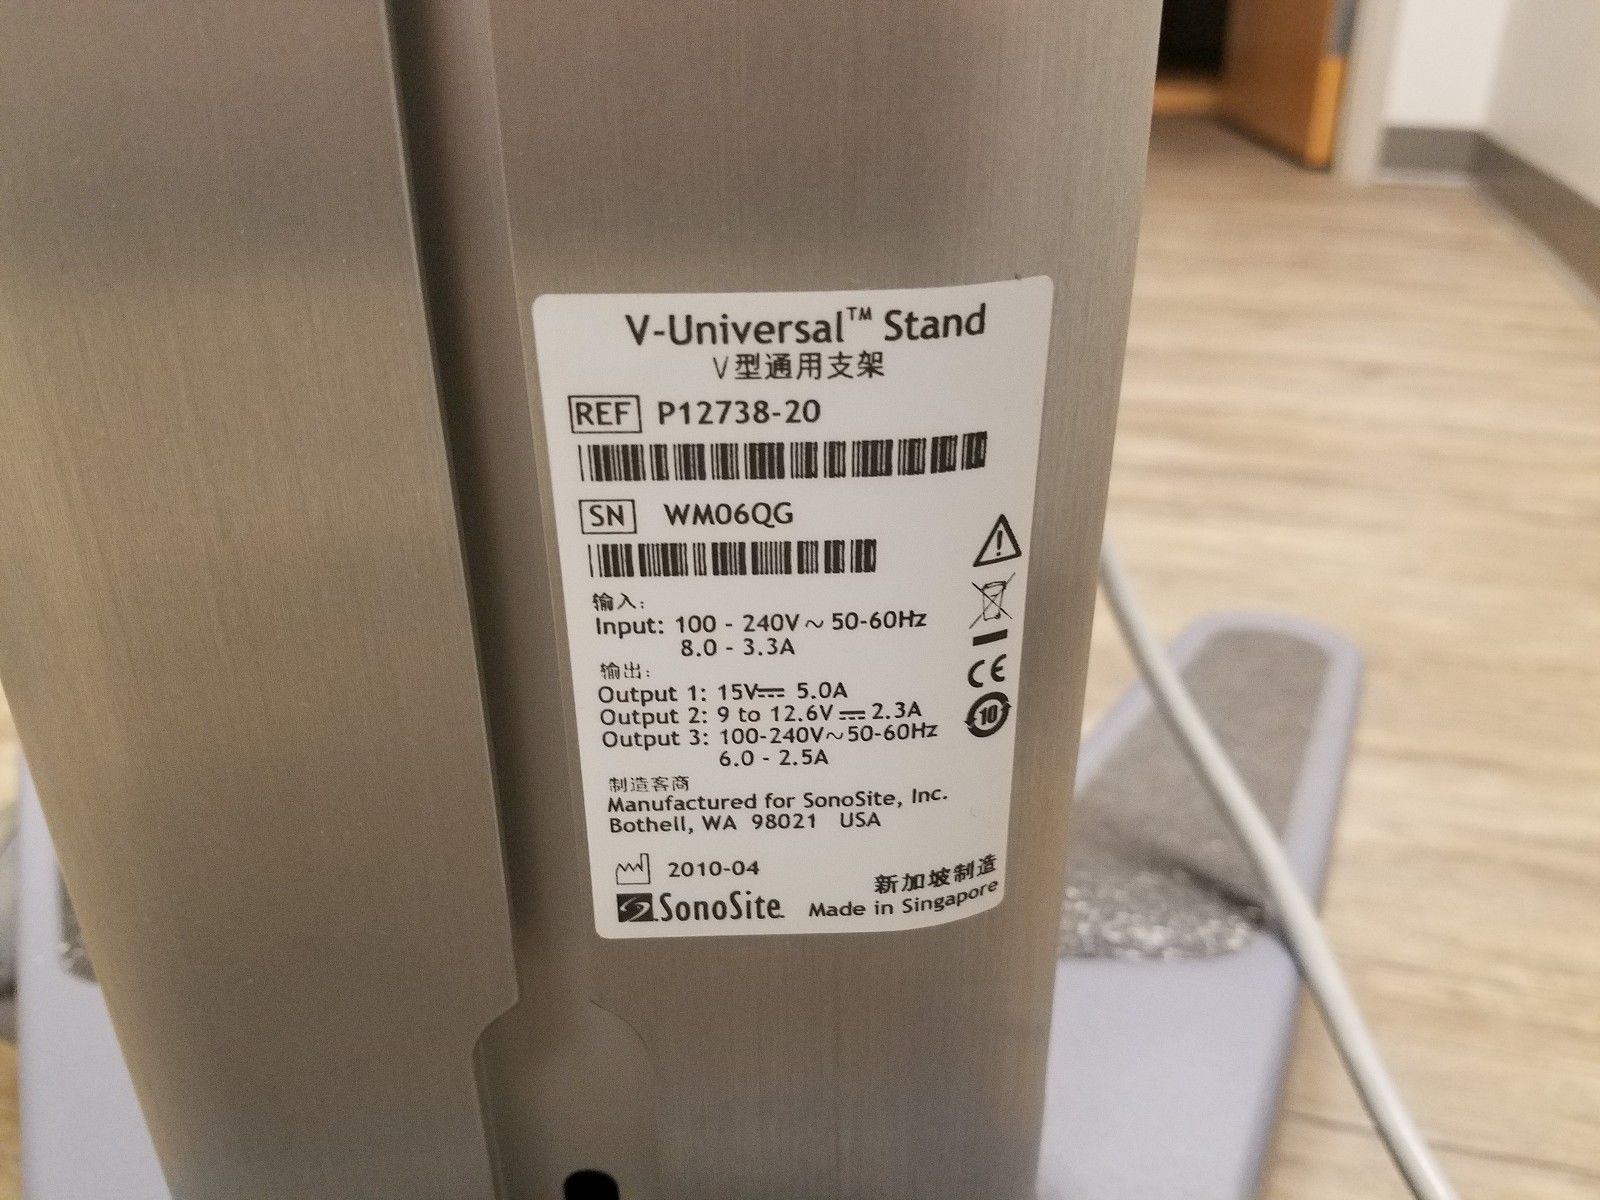 V-Universal™ Stand
V型通用支架
REF P12738-20
SN WM06QG
输入:
Input: 100 - 240V~ 50-60Hz
8.0 - 3.3A
输出:
Output 1: 15V⎓ 5.0A
Output 2: 9 to 12.6V⎓2.3A
Output 3: 100-240V~50-60Hz
6.0 - 2.5A
CE
10
制造客商
Manufactured for SonoSite, Inc.
Bothell, WA 98021 USA
2010-04
新加坡制造
SonoSite Made in Singapore